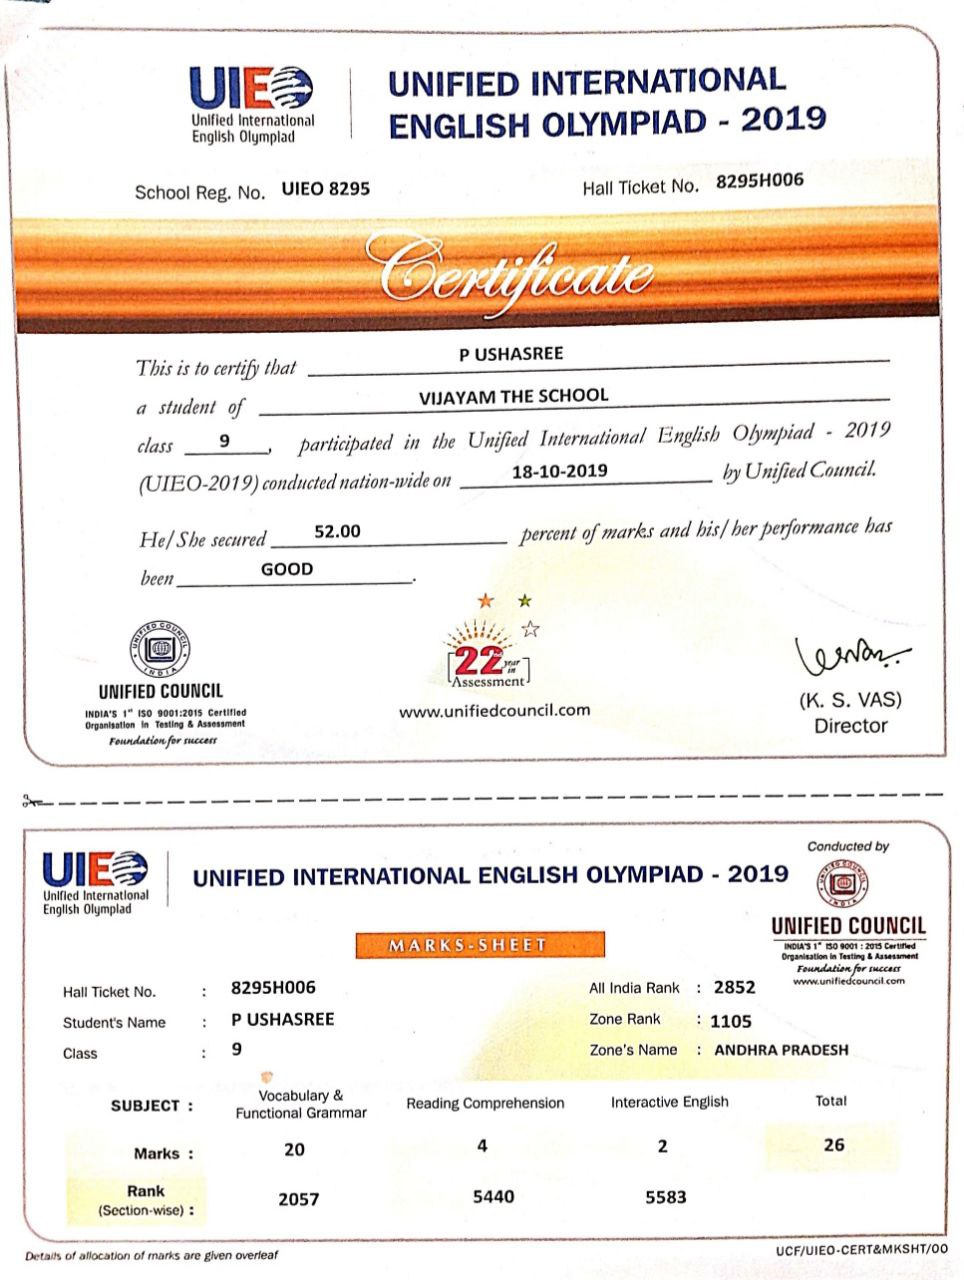 UIEO
Unified International
English Olympiad
UNIFIED INTERNATIONAL
ENGLISH OLYMPIAD - 2019
School Reg. No. UIEO 8295
Hall Ticket No. 8295H006
Certificate
This is to certify that P USHASREE
a student of VIJAYAM THE SCHOOL
class 9, participated in the Unified International English Olympiad - 2019
(UIEO-2019) conducted nation-wide on 18-10-2019 by Unified Council.
He/She secured 52.00 percent of marks and his/her performance has
been GOOD.
UNIFIED COUNCIL
INDIA
UNIFIED COUNCIL
INDIA'S 1st ISO 9001:2015 Certified
Organisation in Testing & Assessment
Foundation for success
22nd year in
Assessment
www.unifiedcouncil.com
(K. S. VAS)
Director
UIEO
Unified International
English Olympiad
UNIFIED INTERNATIONAL ENGLISH OLYMPIAD - 2019
Conducted by
UNIFIED COUNCIL
INDIA
UNIFIED COUNCIL
INDIA'S 1st ISO 9001 : 2015 Certified
Organisation in Testing & Assessment
Foundation for success
www.unifiedcouncil.com
MARKS-SHEET
Hall Ticket No. : 8295H006
All India Rank : 2852
Student's Name : P USHASREE
Zone Rank : 1105
Class : 9
Zone's Name : ANDHRA PRADESH
SUBJECT : Vocabulary & Functional Grammar Reading Comprehension Interactive English Total
Marks : 20 4 2 26
Rank (Section-wise) : 2057 5440 5583
Details of allocation of marks are given overleaf
UCF/UIEO-CERT&MKSHT/00